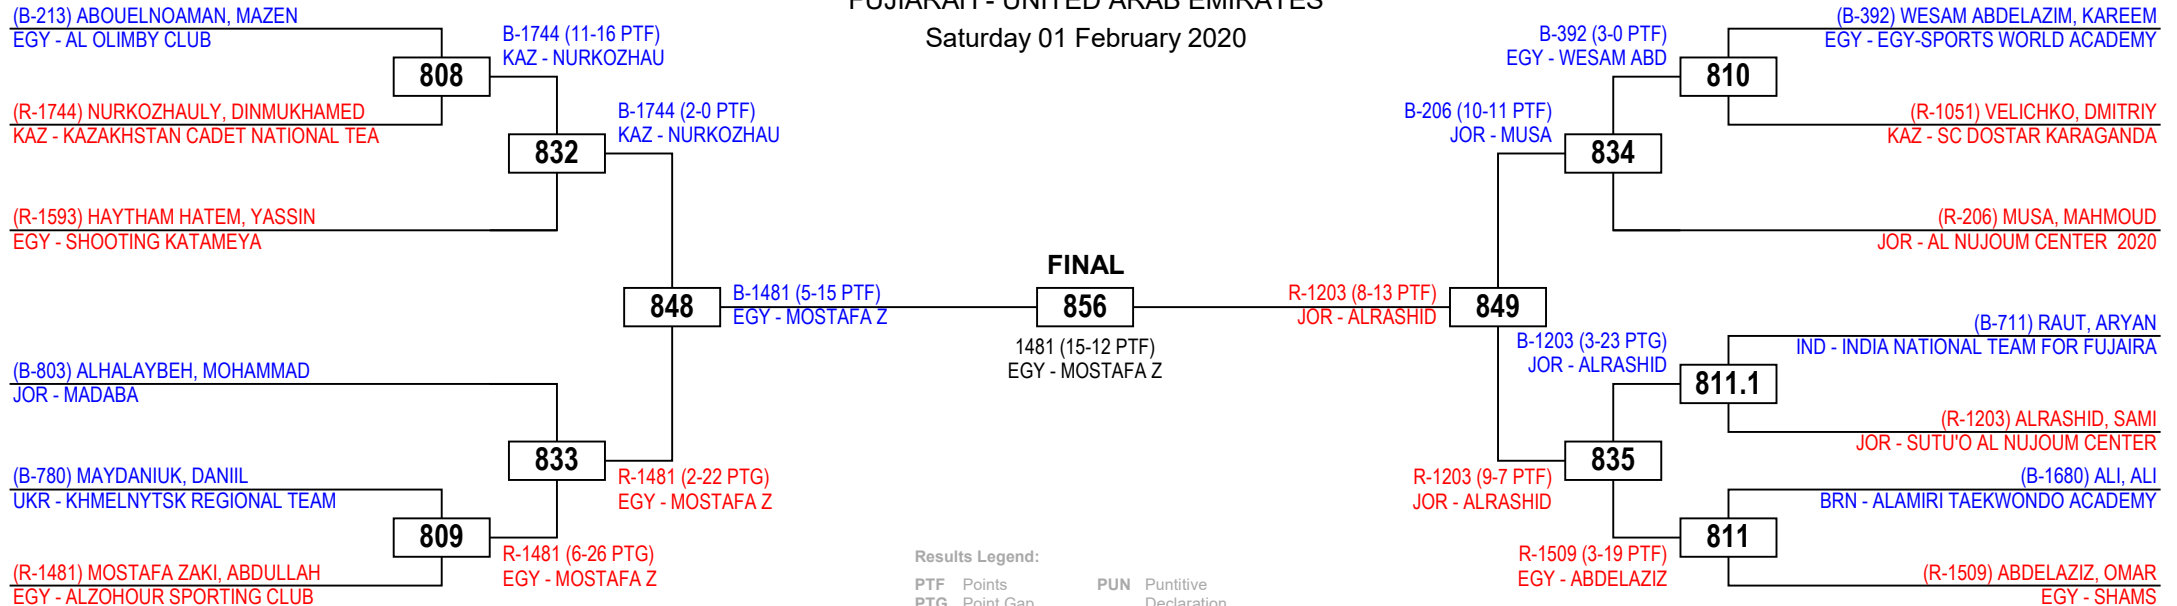 FUJIARAH - UNITED ARAB EMIRATES
Saturday 01 February 2020
(B-213) ABOUELNOAMAN, MAZEN
EGY - AL OLIMBY CLUB
808
(R-1744) NURKOZHAULY, DINMUKHAMED
KAZ - KAZAKHSTAN CADET NATIONAL TEA
B-1744 (11-16 PTF)
KAZ - NURKOZHAU
832
(R-1593) HAYTHAM HATEM, YASSIN
EGY - SHOOTING KATAMEYA
B-1744 (2-0 PTF)
KAZ - NURKOZHAU
848
(B-803) ALHALAYBEH, MOHAMMAD
JOR - MADABA
833
(B-780) MAYDANIUK, DANIIL
UKR - KHMELNYTSK REGIONAL TEAM
809
(R-1481) MOSTAFA ZAKI, ABDULLAH
EGY - ALZOHOUR SPORTING CLUB
R-1481 (6-26 PTG)
EGY - MOSTAFA Z
R-1481 (2-22 PTG)
EGY - MOSTAFA Z
B-1481 (5-15 PTF)
EGY - MOSTAFA Z
FINAL
856
1481 (15-12 PTF)
EGY - MOSTAFA Z
R-1203 (8-13 PTF)
JOR - ALRASHID
849
B-206 (10-11 PTF)
JOR - MUSA
834
B-392 (3-0 PTF)
EGY - WESAM ABD
810
(B-392) WESAM ABDELAZIM, KAREEM
EGY - EGY-SPORTS WORLD ACADEMY
(R-1051) VELICHKO, DMITRIY
KAZ - SC DOSTAR KARAGANDA
(R-206) MUSA, MAHMOUD
JOR - AL NUJOUM CENTER 2020
B-1203 (3-23 PTG)
JOR - ALRASHID
811.1
(B-711) RAUT, ARYAN
IND - INDIA NATIONAL TEAM FOR FUJAIRA
(R-1203) ALRASHID, SAMI
JOR - SUTU'O AL NUJOUM CENTER
835
R-1203 (9-7 PTF)
JOR - ALRASHID
(B-1680) ALI, ALI
BRN - ALAMIRI TAEKWONDO ACADEMY
811
R-1509 (3-19 PTF)
EGY - ABDELAZIZ
(R-1509) ABDELAZIZ, OMAR
EGY - SHAMS
Results Legend:
PTF Points PUN Puntitive
PTG Point Gap Declaration